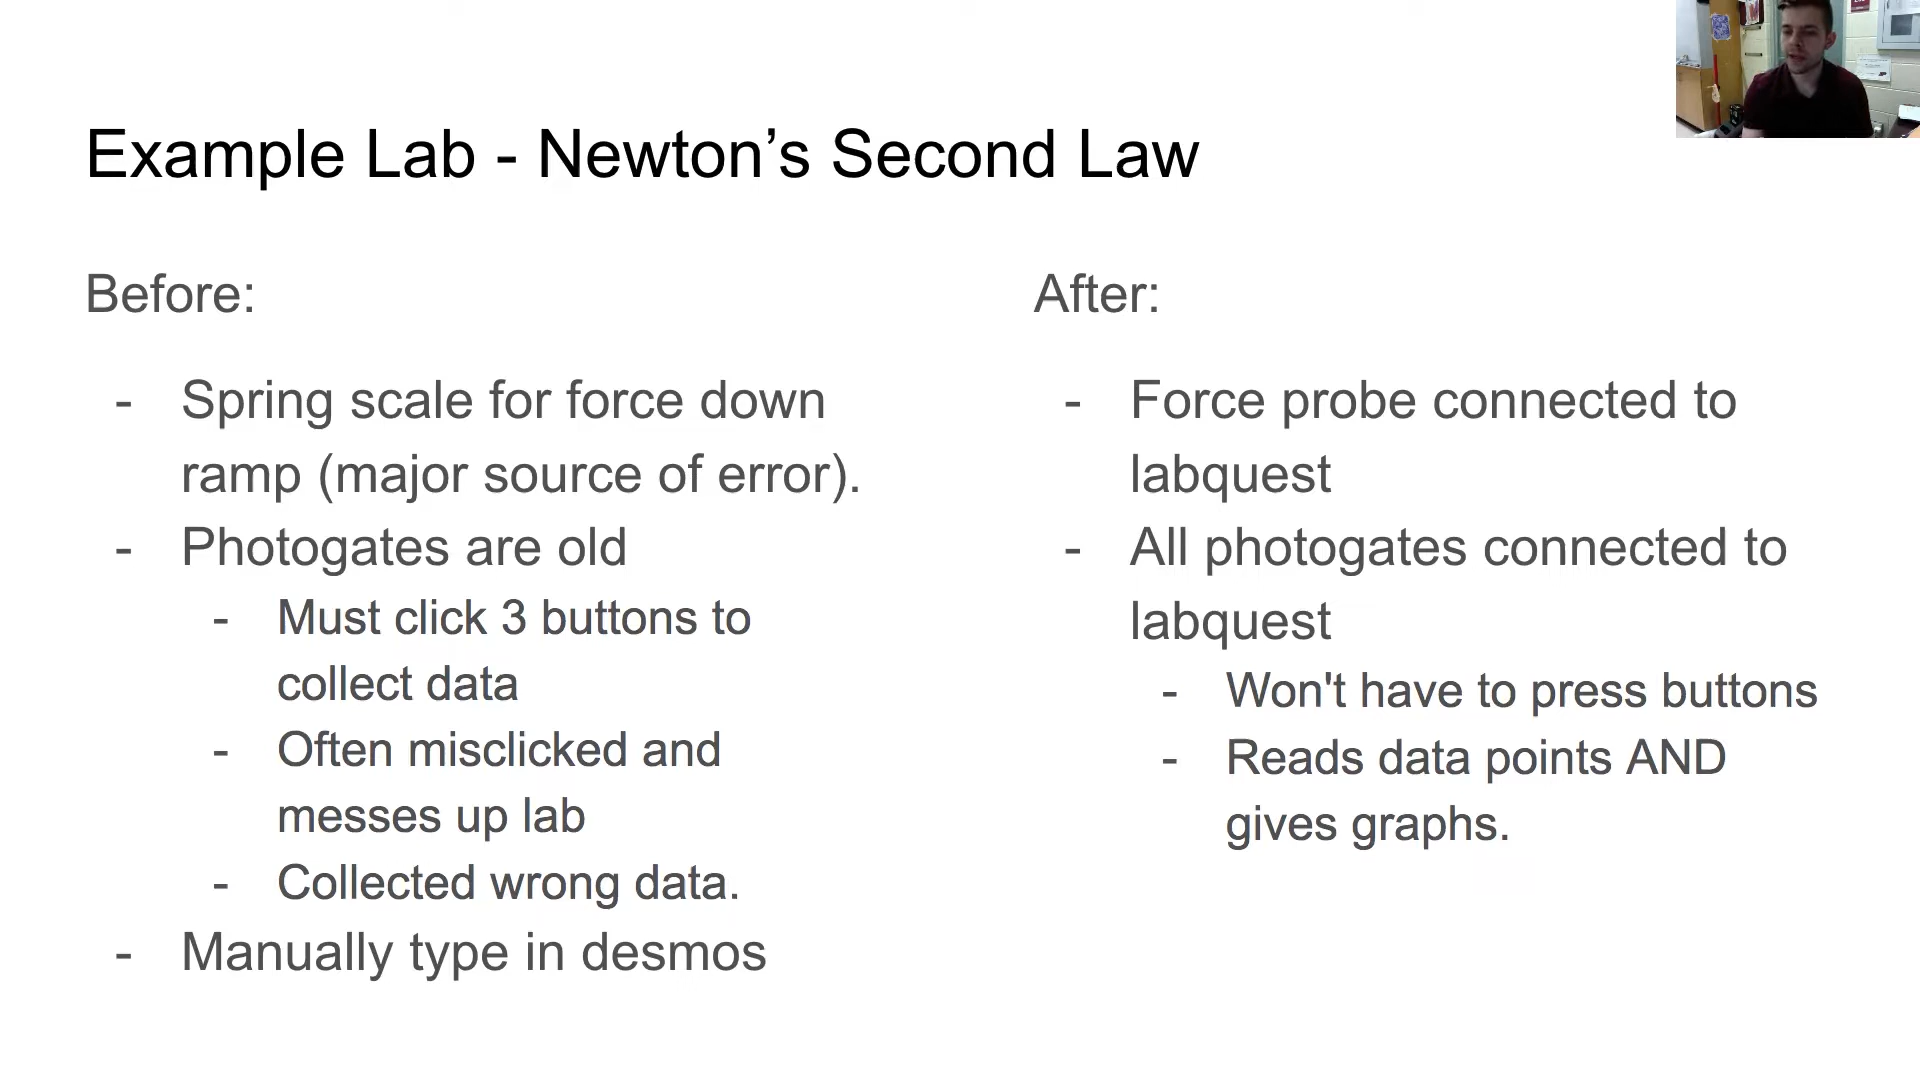 Example Lab - Newton’s Second Law
Before:
- Spring scale for force down
ramp (major source of error).
- Photogates are old
- Must click 3 buttons to
collect data
- Often misclicked and
messes up lab
- Collected wrong data.
- Manually type in desmos
After:
- Force probe connected to
labquest
- All photogates connected to
labquest
- Won't have to press buttons
- Reads data points AND
gives graphs.